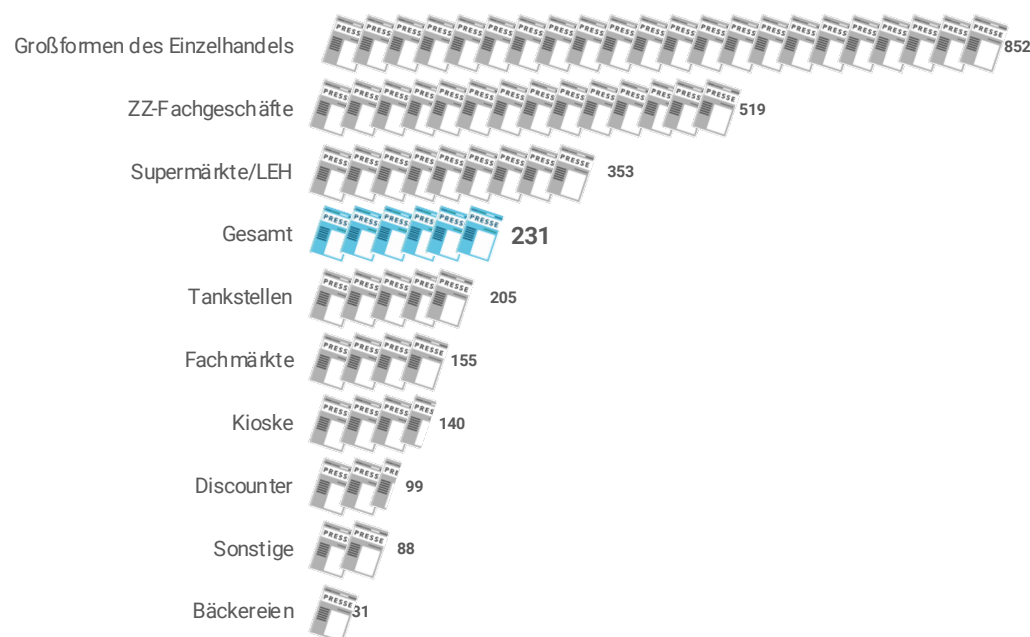 Großformen des Einzelhandels 852
ZZ-Fachgeschäfte 519
Supermärkte/LEH 353
Gesamt 231
Tankstellen 205
Fachmärkte 155
Kioske 140
Discounter 99
Sonstige 88
Bäckereien 31